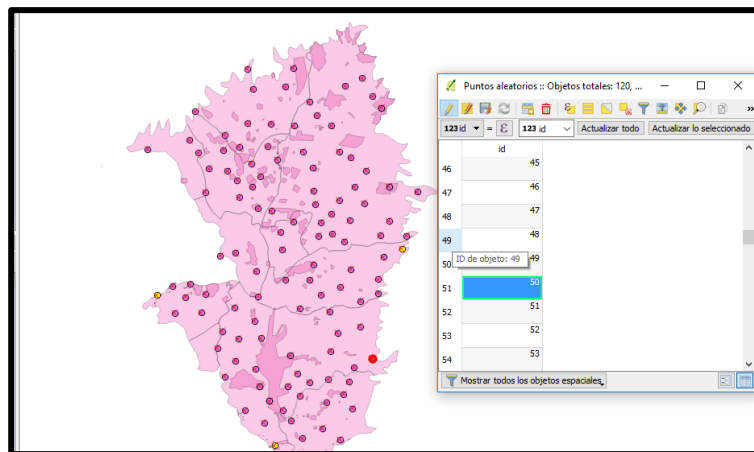 Puntos aleatorios :: Objetos totales: 120, ...
123 id = ε 123 id Actualizar todo Actualizar lo seleccionado
id
46 45
47 46
48 47
49 48
ID de objeto: 49
50 49
51 50
52 51
53 52
54 53
Mostrar todos los objetos espaciales